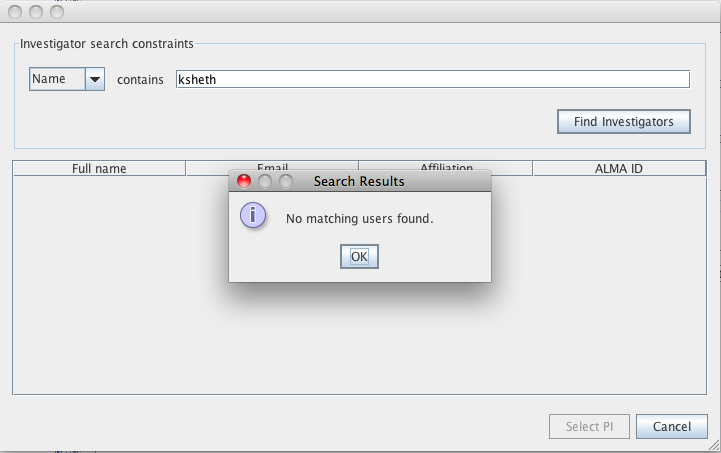 Investigator search constraints
Name contains ksheth
Find Investigators
Full name Email Affiliation ALMA ID
Search Results
No matching users found.
OK
Select PI Cancel